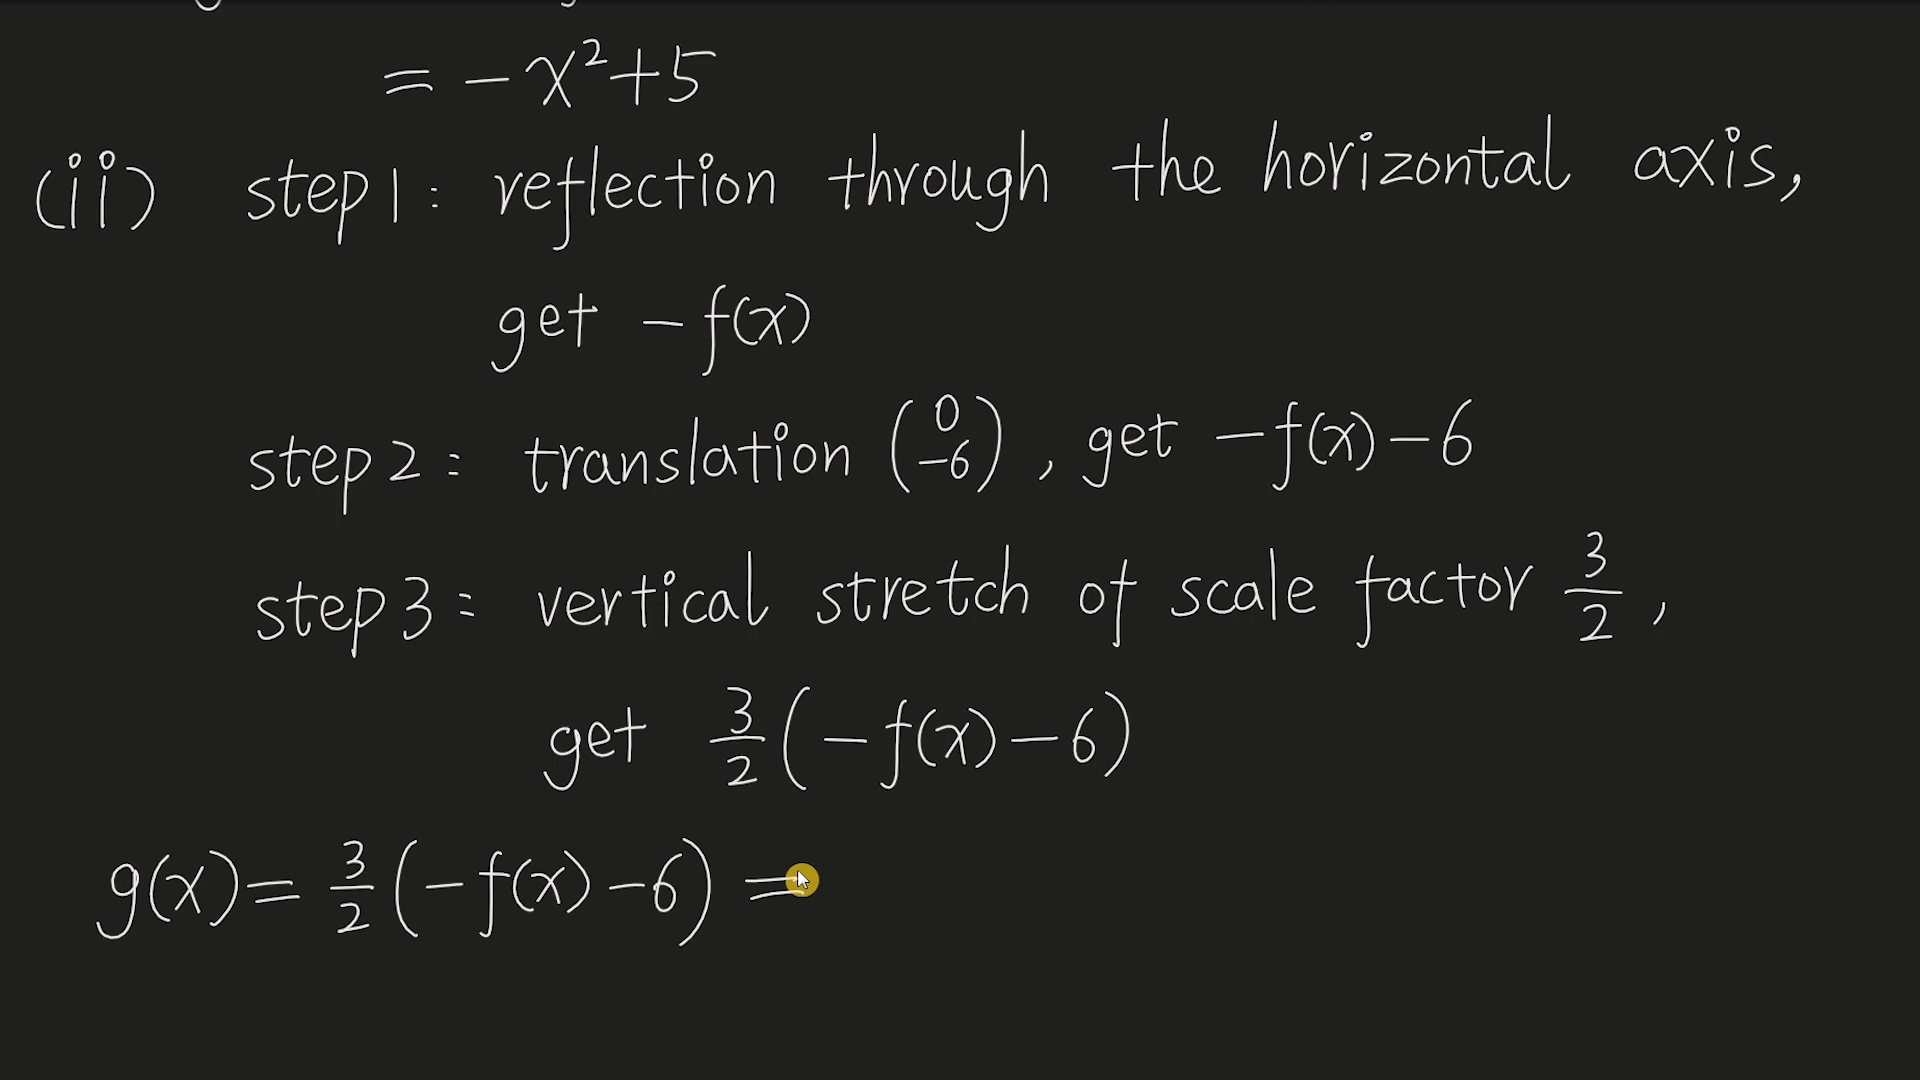 = -x²+5
(ii) step1: reflection through the horizontal axis,
get -f(x)
step2: translation (0 -6), get -f(x)-6
step3: vertical stretch of scale factor 3/2,
get 3/2(-f(x)-6)
g(x)= 3/2(-f(x)-6) =